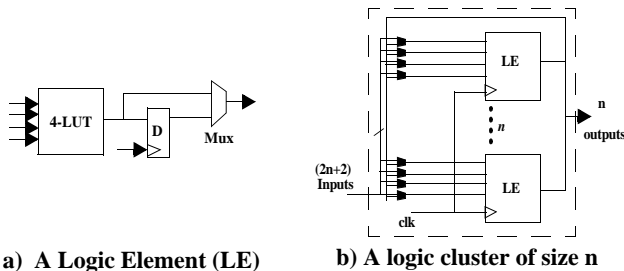 4-LUT
D
Mux
a) A Logic Element (LE)
LE
n
LE
(2n+2)
Inputs
clk
n
outputs
b) A logic cluster of size n